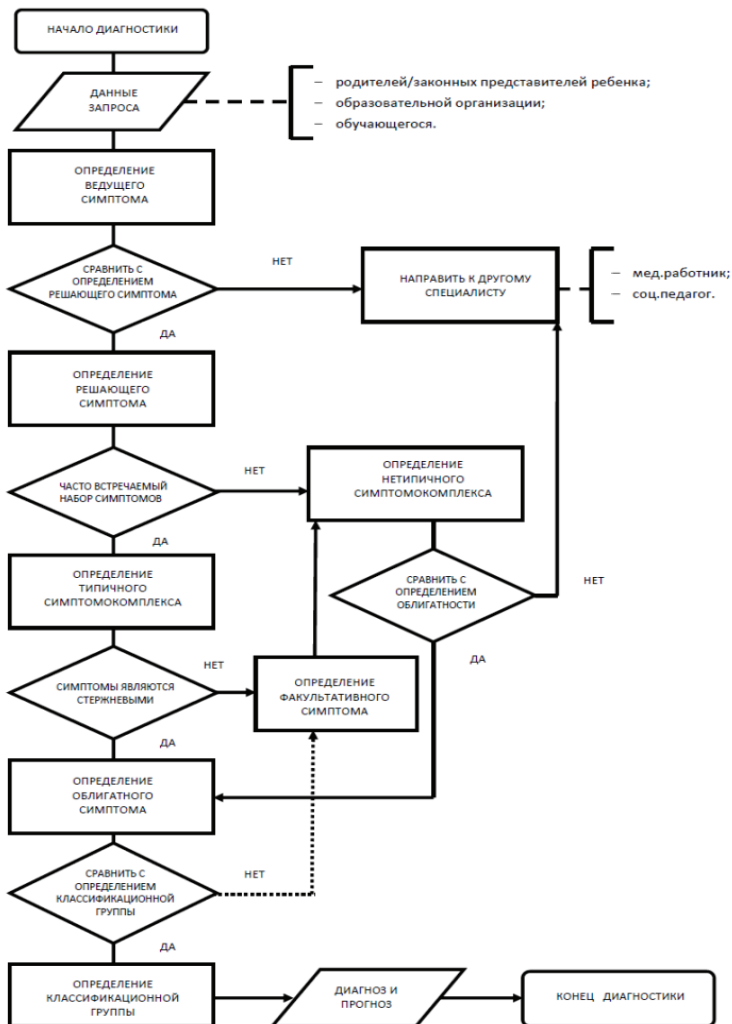 НАЧАЛО ДИАГНОСТИКИ
ДАННЫЕ
ЗАПРОСА
– родителей/законных представителей ребенка;
– образовательной организации;
– обучающегося.
ОПРЕДЕЛЕНИЕ
ВЕДУЩЕГО
СИМПТОМА
СРАВНИТЬ С
ОПРЕДЕЛЕНИЕМ
РЕШАЮЩЕГО СИМПТОМА
НЕТ
НАПРАВИТЬ К ДРУГОМУ
СПЕЦИАЛИСТУ
– мед.работник;
– соц.педагог.
ДА
ОПРЕДЕЛЕНИЕ
РЕШАЮЩЕГО
СИМПТОМА
ЧАСТО ВСТРЕЧАЕМЫЙ
НАБОР СИМПТОМОВ
НЕТ
ОПРЕДЕЛЕНИЕ
НЕТИПИЧНОГО
СИМПТОМОКОМПЛЕКСА
ДА
ОПРЕДЕЛЕНИЕ
ТИПИЧНОГО
СИМПТОМОКОМПЛЕКСА
СРАВНИТЬ С
ОПРЕДЕЛЕНИЕМ
ОБЛИГАТНОСТИ
НЕТ
ДА
СИМПТОМЫ ЯВЛЯЮТСЯ
СТЕРЖНЕВЫМИ
НЕТ
ОПРЕДЕЛЕНИЕ
ФАКУЛЬТАТИВНОГО
СИМПТОМА
ДА
ОПРЕДЕЛЕНИЕ
ОБЛИГАТНОГО
СИМПТОМА
СРАВНИТЬ С
ОПРЕДЕЛЕНИЕМ
КЛАССИФИКАЦИОННОЙ
ГРУППЫ
НЕТ
ДА
ОПРЕДЕЛЕНИЕ
КЛАССИФИКАЦИОННОЙ
ГРУППЫ
ДИАГНОЗ И
ПРОГНОЗ
КОНЕЦ ДИАГНОСТИКИ